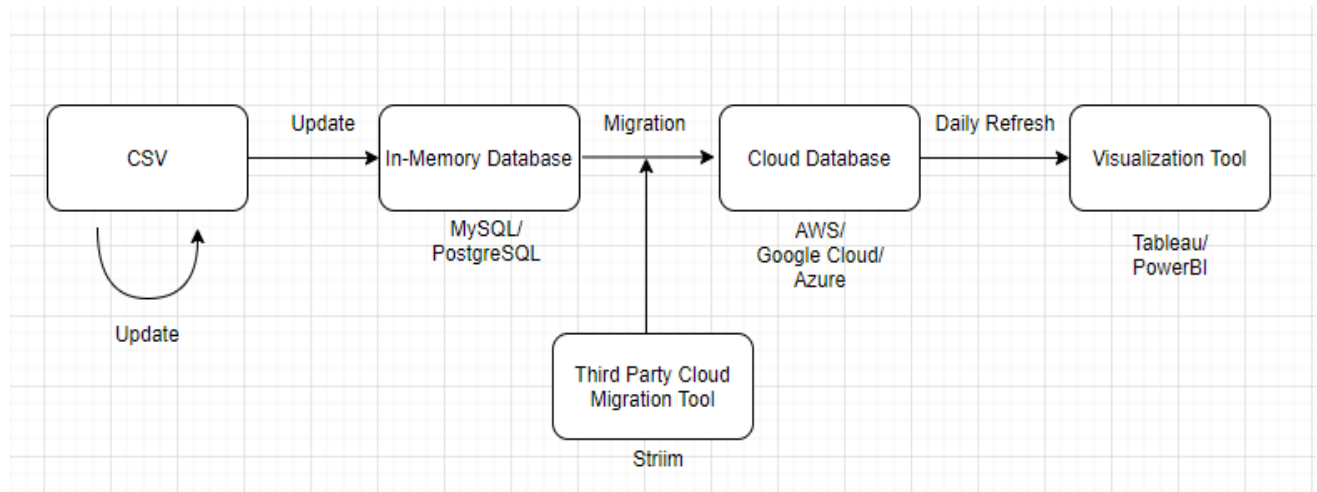 CSV
Update
Update
In-Memory Database
MySQL/
PostgreSQL
Migration
Third Party Cloud
Migration Tool
Striim
Cloud Database
AWS/
Google Cloud/
Azure
Daily Refresh
Visualization Tool
Tableau/
PowerBI